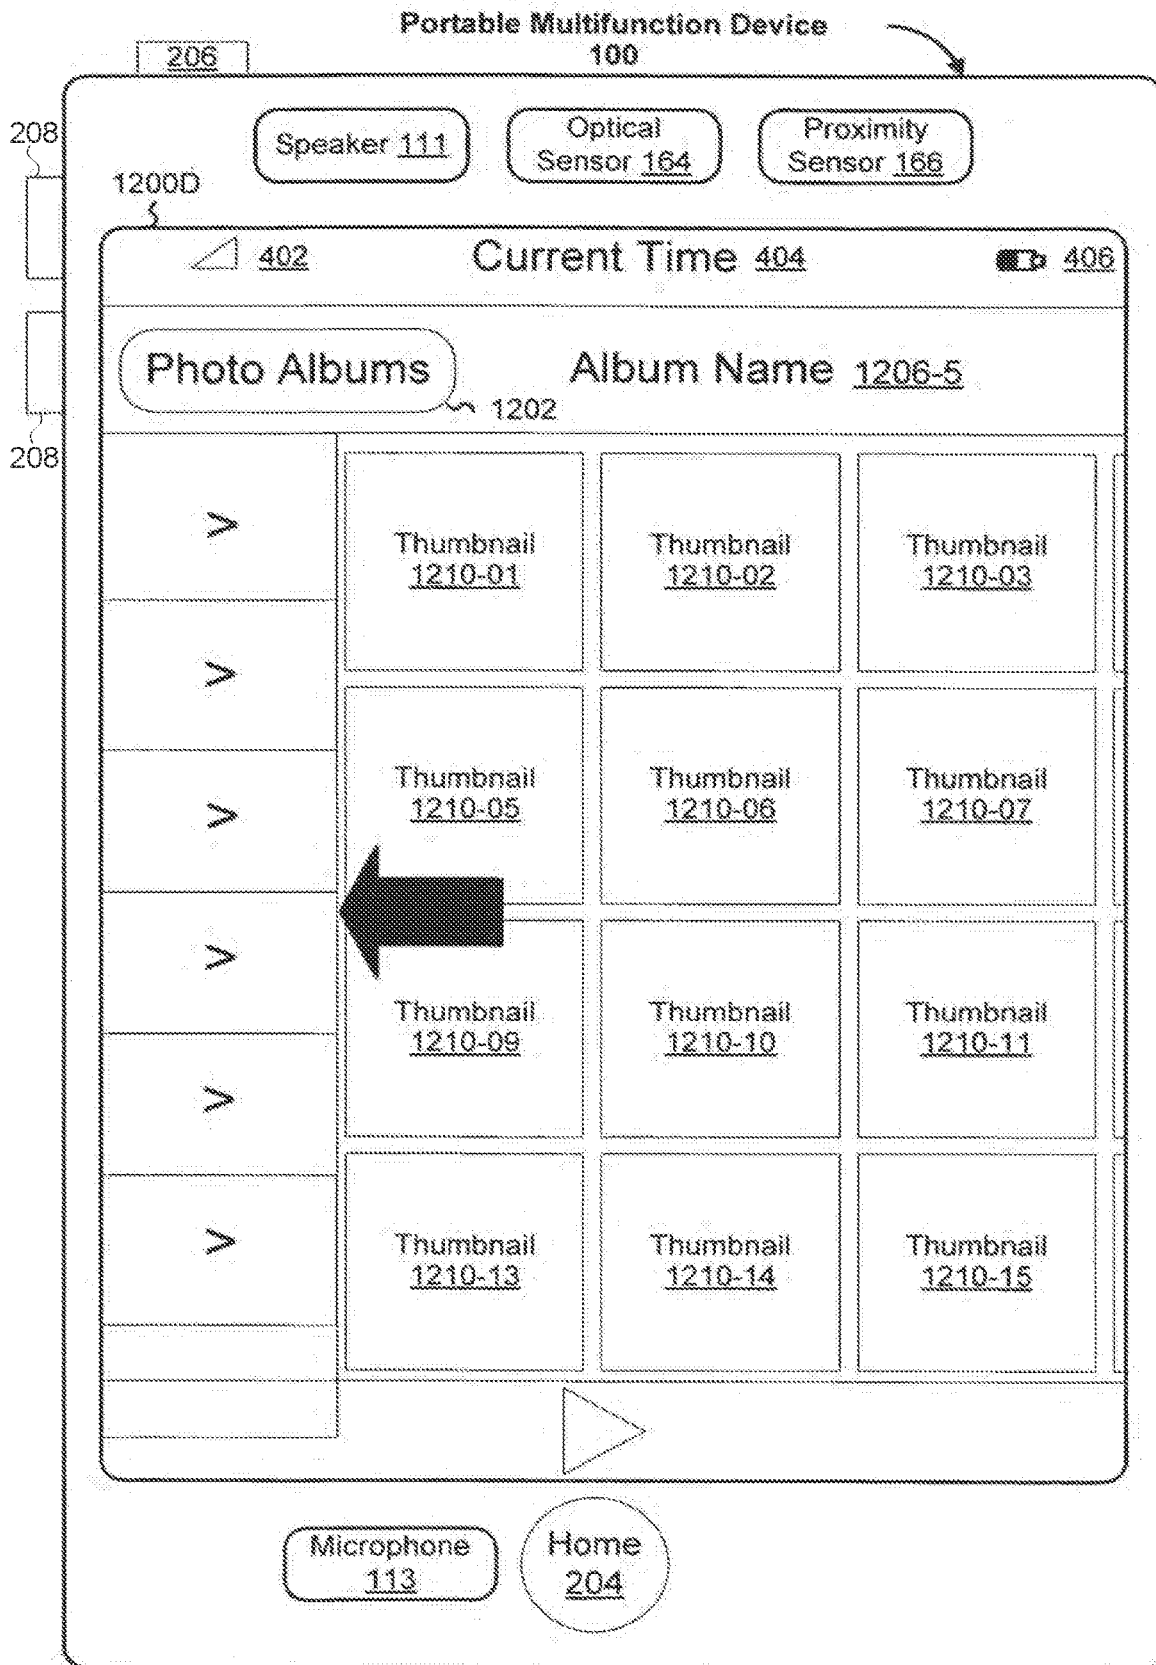 Portable Multifunction Device
100
206
208
Speaker 111
Optical
Sensor 164
Proximity
Sensor 166
1200D
402
Current Time 404
406
Photo Albums
Album Name 1206-5
1202
208
>
Thumbnail
1210-01
Thumbnail
1210-02
Thumbnail
1210-03
>
>
Thumbnail
1210-05
Thumbnail
1210-06
Thumbnail
1210-07
>
Thumbnail
1210-09
Thumbnail
1210-10
Thumbnail
1210-11
>
>
Thumbnail
1210-13
Thumbnail
1210-14
Thumbnail
1210-15
Microphone
113
Home
204